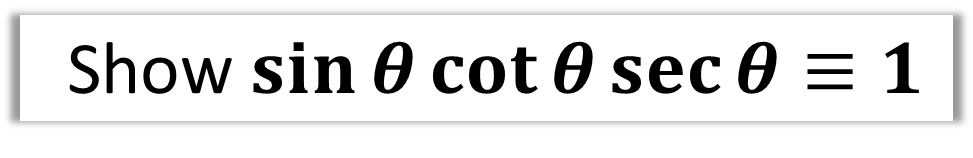 Show sin θ cot θ sec θ ≡ 1